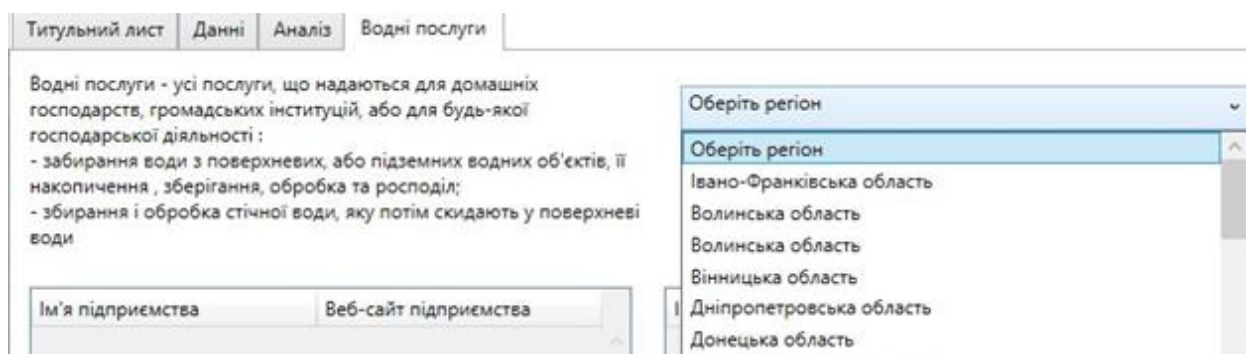 Титульний лист Данні Аналіз Водні послуги
Водні послуги - усі послуги, що надаються для домашніх
господарств, громадських інституцій, або для будь-якої
господарської діяльності :
- забирання води з поверхневих, або підземних водних об'єктів, її
накопичення , зберігання, обробка та росподіл;
- збирання і обробка стічної води, яку потім скидають у поверхневі
води
Оберіть регіон
Оберіть регіон
Івано-Франківська область
Волинська область
Волинська область
Вінницька область
Дніпропетровська область
Донецька область
Ім'я підприємства Веб-сайт підприємства